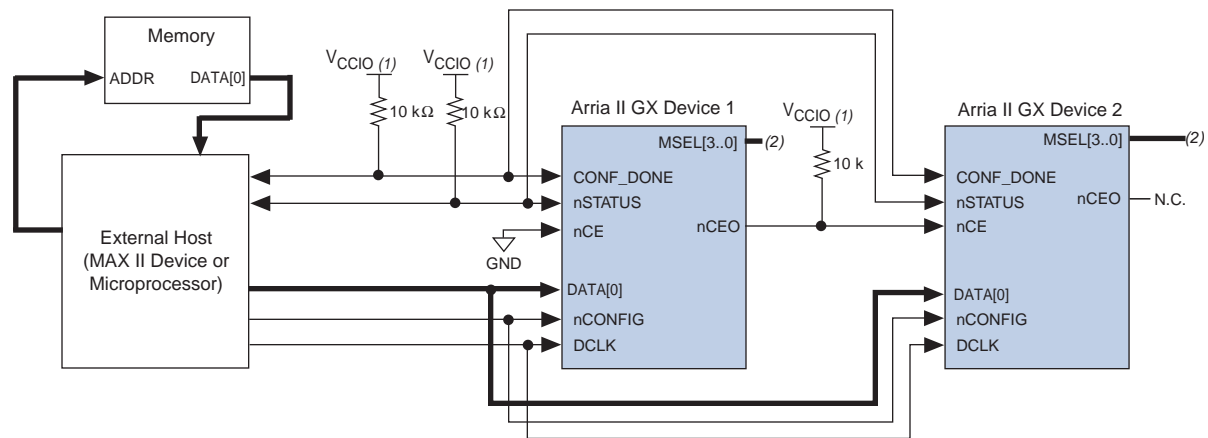 Memory
ADDR
DATA[0]
VCCIO (1)
VCCIO (1)
10 kΩ
10 kΩ
External Host
(MAX II Device or
Microprocessor)
Arria II GX Device 1
MSEL[3..0]
(2)
CONF_DONE
nSTATUS
nCE
nCEO
GND
DATA[0]
nCONFIG
DCLK
VCCIO (1)
10 k
Arria II GX Device 2
MSEL[3..0]
(2)
CONF_DONE
nSTATUS
nCE
nCEO
N.C.
DATA[0]
nCONFIG
DCLK